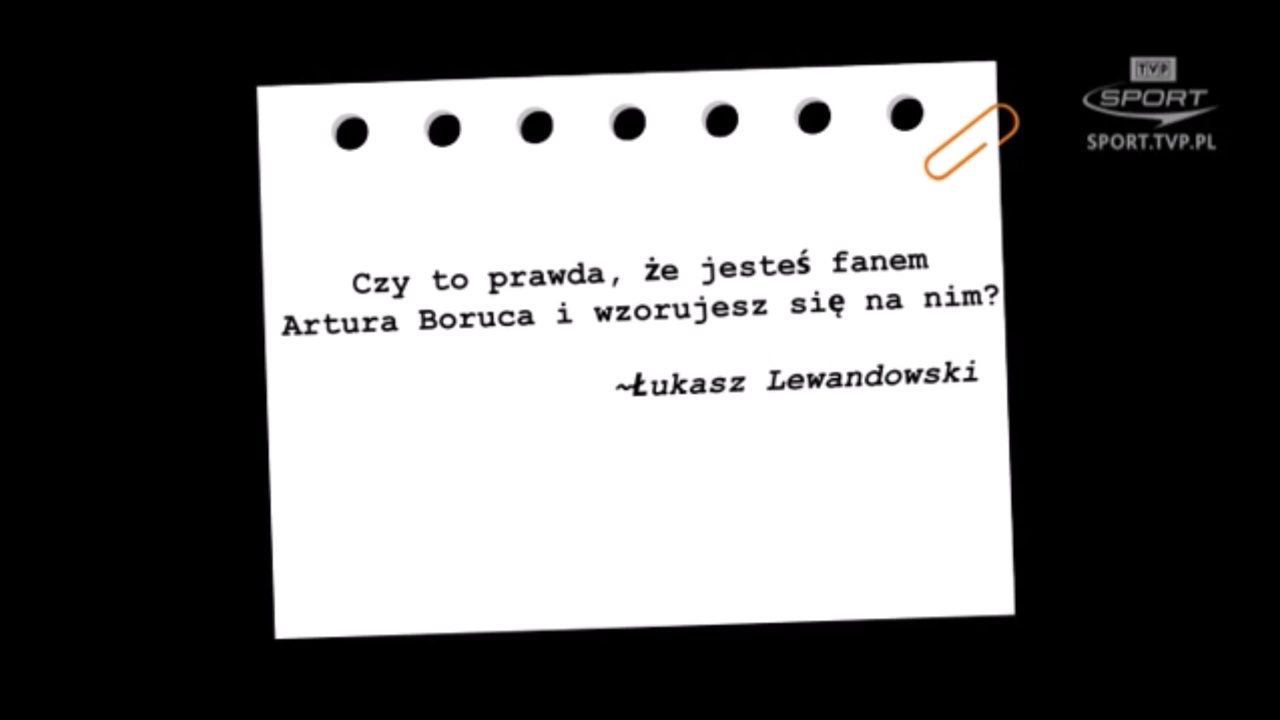 TVP
SPORT
SPORT.TVP.PL
Czy to prawda, że jesteś fanem
Artura Boruca i wzorujesz się na nim?
~Łukasz Lewandowski